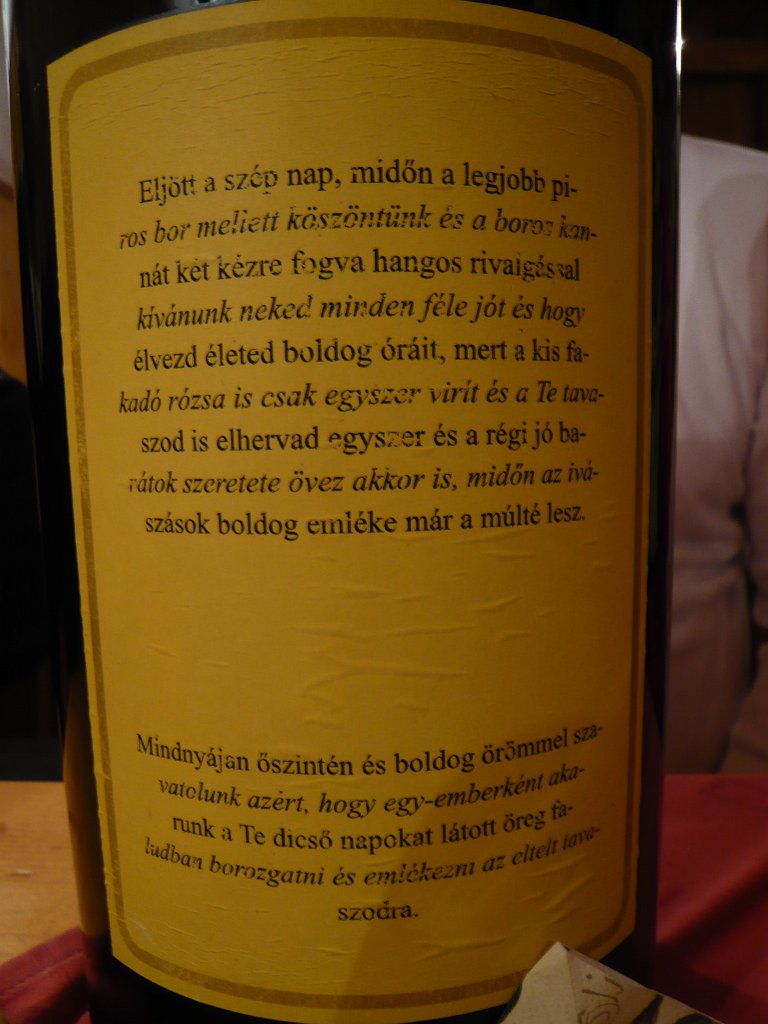 Eljött a szép nap, midőn a legjobb pi-
ros bor mellett köszöntünk és a boros kan-
nát két kézre fogva hangos rivalgással
kívánunk neked minden féle jót és hogy
élvezd életed boldog óráit, mert a kis fa-
kadó rózsa is csak egyszer virít és a Te tava-
szod is elhervad egyszer és a régi jó ba-
rátok szeretete övez akkor is, midőn az ivá-
szások boldog emléke már a múlté lesz.
Mindnyájan őszintén és boldog örömmel sza-
vatolunk azért, hogy egy-emberként aka-
runk a Te dicső napokat látott öreg fa-
ludban borozgatni és emlékezni az eltelt tava-
szodra.